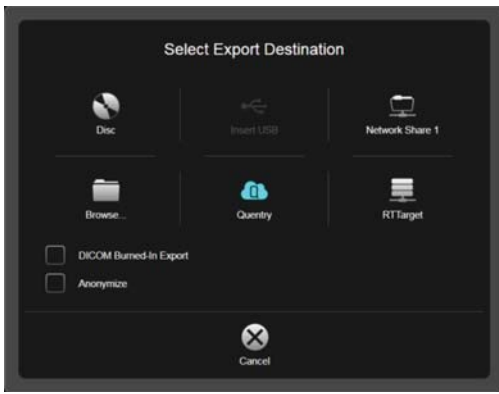 Select Export Destination
Disc
Insert USB
Network Share 1
Browse...
Quentry
RTTarget
DICOM Burned-In Export
Anonymize
Cancel